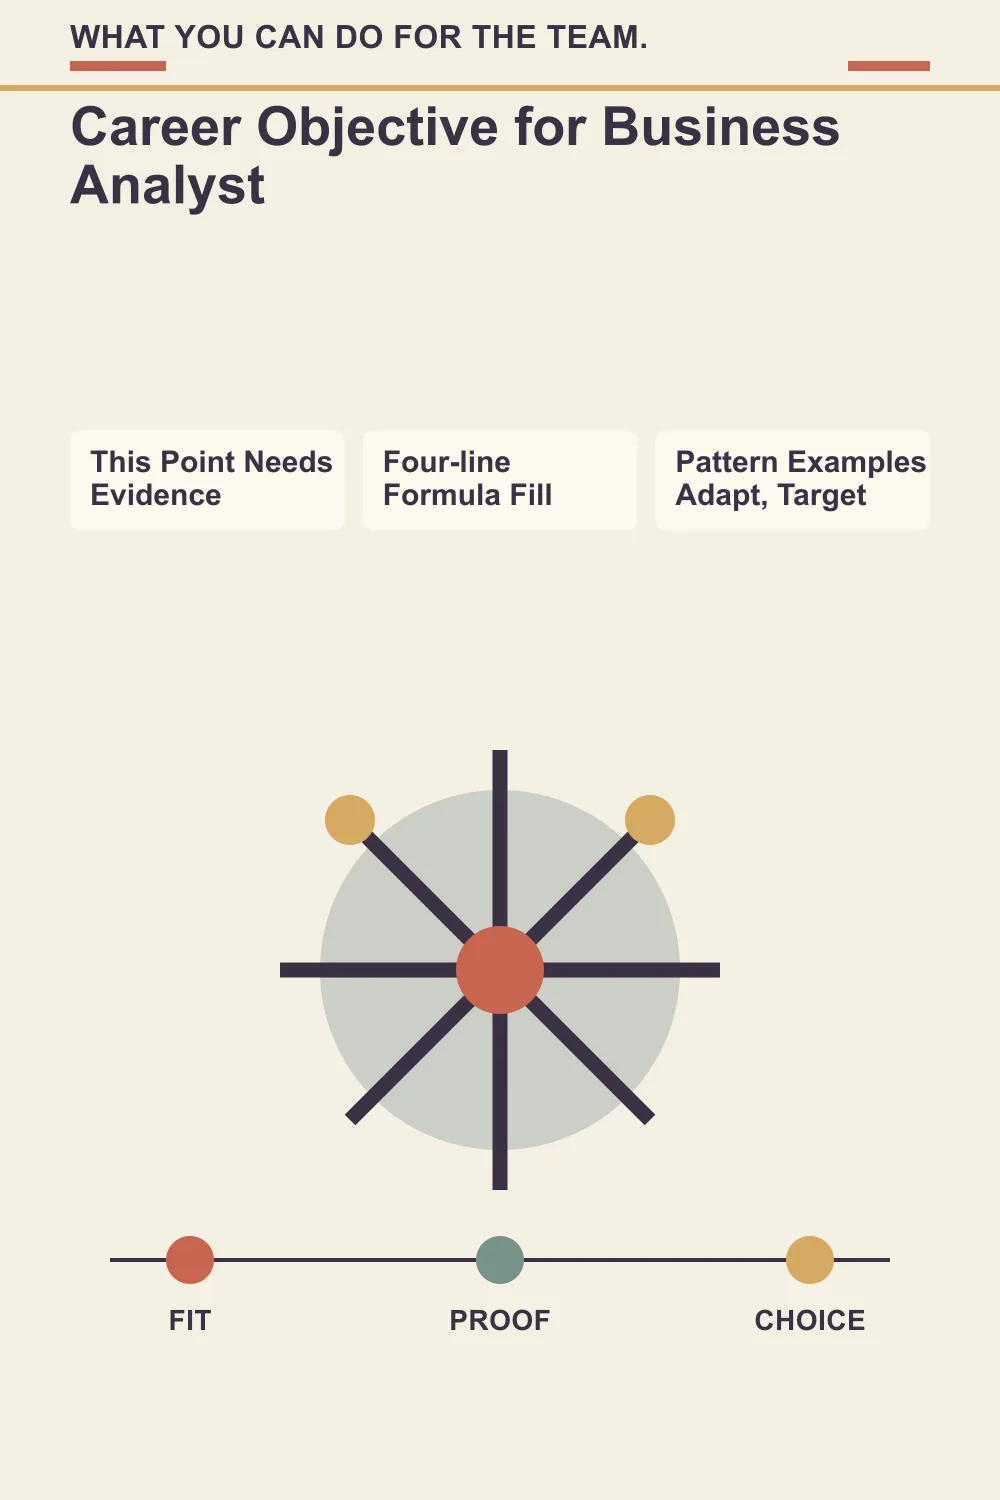 WHAT YOU CAN DO FOR THE TEAM.
Career Objective for Business
Analyst
This Point Needs
Evidence
Four-line
Formula Fill
Pattern Examples
Adapt, Target
FIT
PROOF
CHOICE